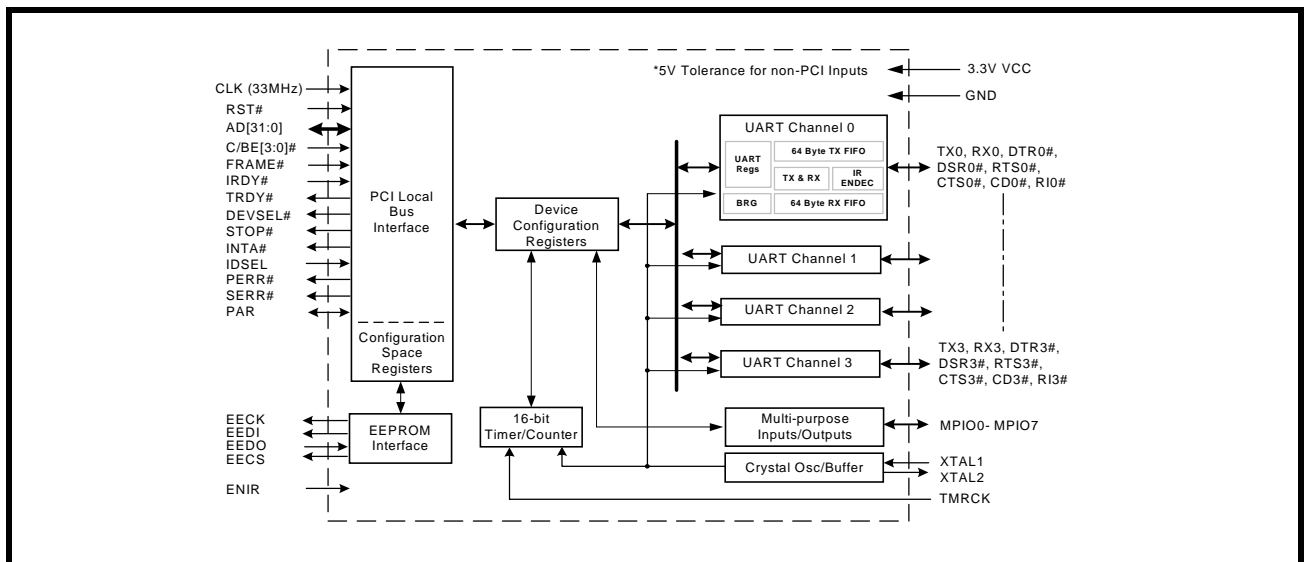 *5V Tolerance for non-PCI Inputs
3.3V VCC
GND
CLK (33MHz)
RST#
AD[31:0]
C/BE[3:0]#
FRAME#
IRDY#
TRDY#
DEVSEL#
STOP#
INTA#
IDSEL
PERR#
SERR#
PAR
PCI Local
Bus
Interface
Configuration
Space
Registers
EECK
EEDI
EEDO
EECS
ENIR
EEPROM
Interface
Device
Configuration
Registers
16-bit
Timer/Counter
UART Channel 0
UART
Regs
64 Byte TX FIFO
TX & RX
IR
ENDEC
BRG
64 Byte RX FIFO
UART Channel 1
UART Channel 2
UART Channel 3
Multi-purpose
Inputs/Outputs
Crystal Osc/Buffer
TX0, RX0, DTR0#,
DSR0#, RTS0#,
CTS0#, CD0#, RI0#
TX3, RX3, DTR3#,
DSR3#, RTS3#,
CTS3#, CD3#, RI3#
MPIO0- MPIO7
XTAL1
XTAL2
TMRCK